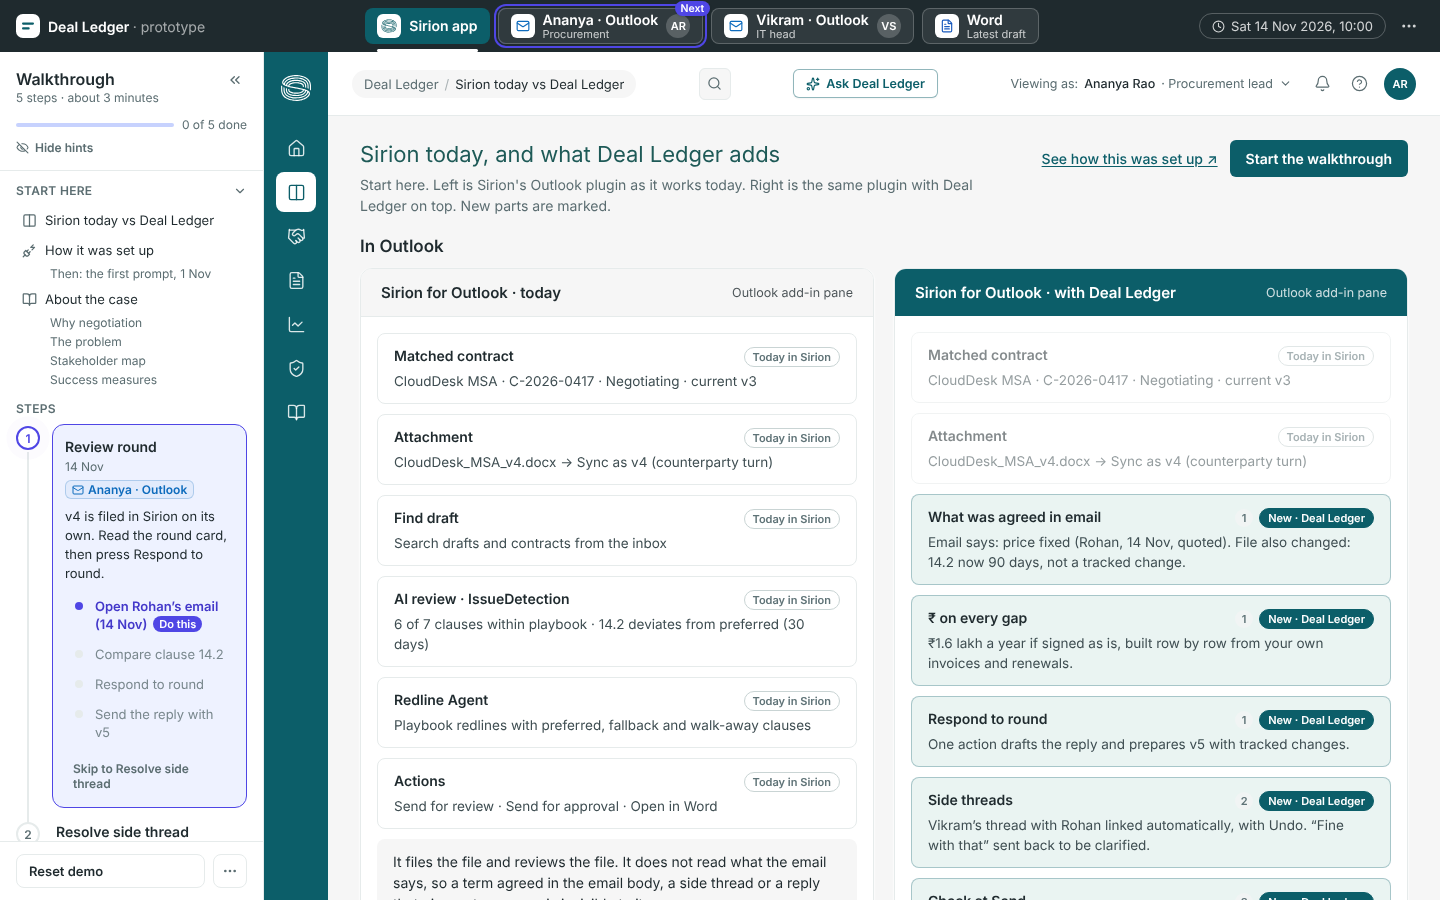 Deal Ledger · prototype
Sirion app
Ananya · Outlook
Procurement
AR
Next
Vikram · Outlook
IT head
VS
Word
Latest draft
Sat 14 Nov 2026, 10:00
Walkthrough
5 steps · about 3 minutes
0 of 5 done
Hide hints
START HERE
Sirion today vs Deal Ledger
How it was set up
Then: the first prompt, 1 Nov
About the case
Why negotiation
The problem
Stakeholder map
Success measures
STEPS
1
Review round
14 Nov
Ananya · Outlook
v4 is filed in Sirion on its
own. Read the round card,
then press Respond to
round.
Open Rohan's email
(14 Nov) Do this
Compare clause 14.2
Respond to round
Send the reply with
v5
Skip to Resolve side
thread
2
Resolve side thread
Reset demo
Deal Ledger / Sirion today vs Deal Ledger
Ask Deal Ledger
Viewing as: Ananya Rao · Procurement lead
AR
Sirion today, and what Deal Ledger adds
Start here. Left is Sirion's Outlook plugin as it works today. Right is the same plugin with Deal
Ledger on top. New parts are marked.
See how this was set up ↗
Start the walkthrough
In Outlook
Sirion for Outlook · today
Outlook add-in pane
Matched contract
Today in Sirion
CloudDesk MSA · C-2026-0417 · Negotiating · current v3
Attachment
Today in Sirion
CloudDesk_MSA_v4.docx → Sync as v4 (counterparty turn)
Find draft
Today in Sirion
Search drafts and contracts from the inbox
AI review · IssueDetection
Today in Sirion
6 of 7 clauses within playbook · 14.2 deviates from preferred (30
days)
Redline Agent
Today in Sirion
Playbook redlines with preferred, fallback and walk-away clauses
Actions
Today in Sirion
Send for review · Send for approval · Open in Word
It files the file and reviews the file. It does not read what the email
says, so a term agreed in the email body, a side thread or a reply
Sirion for Outlook · with Deal Ledger
Outlook add-in pane
Matched contract
Today in Sirion
CloudDesk MSA · C-2026-0417 · Negotiating · current v3
Attachment
Today in Sirion
CloudDesk_MSA_v4.docx → Sync as v4 (counterparty turn)
What was agreed in email
1
New · Deal Ledger
Email says: price fixed (Rohan, 14 Nov, quoted). File also changed:
14.2 now 90 days, not a tracked change.
₹ on every gap
1
New · Deal Ledger
₹1.6 lakh a year if signed as is, built row by row from your own
invoices and renewals.
Respond to round
1
New · Deal Ledger
One action drafts the reply and prepares v5 with tracked changes.
Side threads
2
New · Deal Ledger
Vikram's thread with Rohan linked automatically, with Undo. “Fine
with that” sent back to be clarified.
Check at Send
New · Deal Ledger